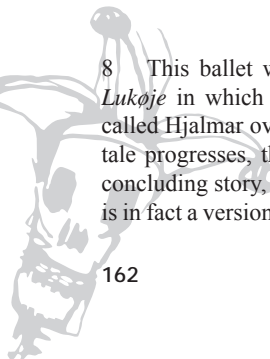 8 This ballet w
Lukøje in which
called Hjalmar ov
tale progresses, th
concluding story,
is in fact a version
162